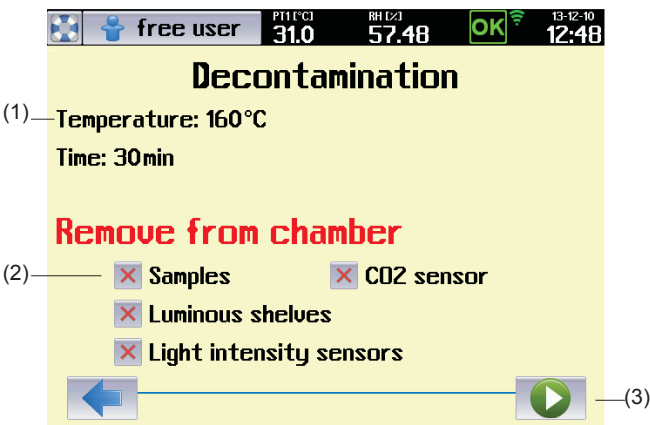 free user PT1 [°C] RH [%] 13-12-10
31.0 57.48 OK 12:48
Decontamination
(1) Temperature: 160°C
Time: 30min
Remove from chamber
(2) Samples CO2 sensor
Luminous shelves
Light intensity sensors
(3)